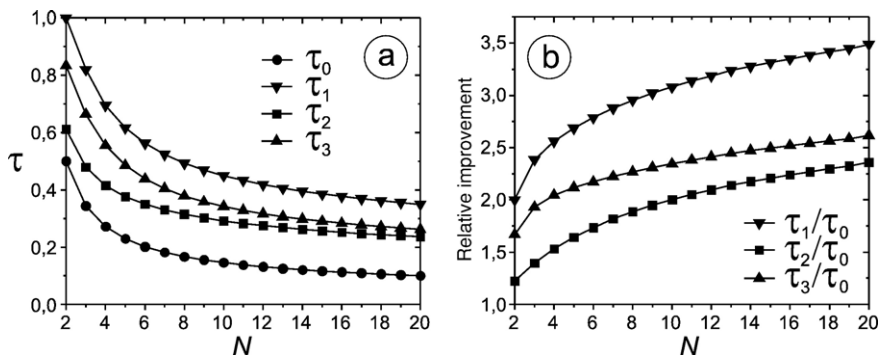 a
τ₀
τ₁
τ₂
τ₃
1,0
0,8
0,6
0,4
0,2
0,0
τ
2 4 6 8 10 12 14 16 18 20
N
b
3,5
3,0
2,5
2,0
1,5
1,0
Relative improvement
τ₁/τ₀
τ₂/τ₀
τ₃/τ₀
2 4 6 8 10 12 14 16 18 20
N